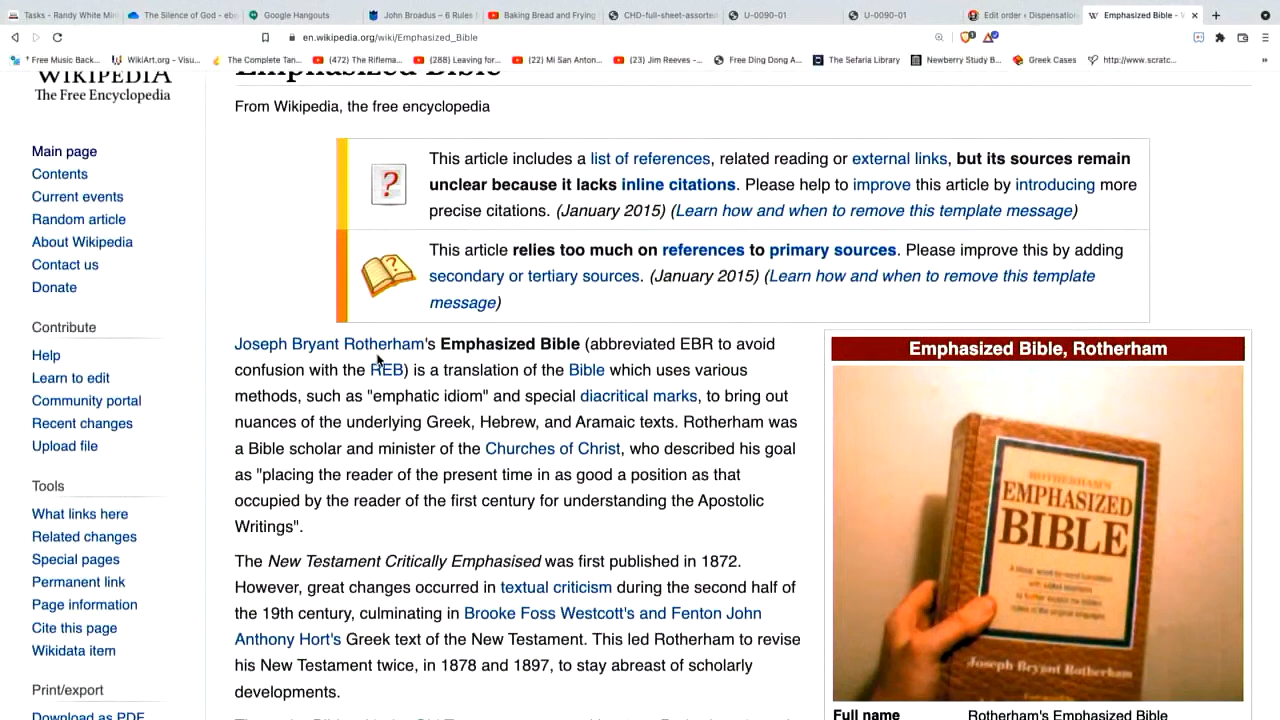 Tasks - Randy White Min
The Silence of God - eb
Google Hangouts
John Broadus – 6 Rules
Baking Bread and Frying
CHD-full-sheet-assorte
U-0090-01
U-0090-01
Edit order ‹ Dispensatio
Emphasized Bible - W
en.wikipedia.org/wiki/Emphasized_Bible
* Free Music Back...
WikiArt.org - Visu...
The Complete Tan...
(472) The Riflema...
(288) Leaving for...
(22) Mi San Anton...
(23) Jim Reeves –...
Free Ding Dong A...
The Sefaria Library
Newberry Study B...
Greek Cases
http://www.scratc...
»
WIKIPEDIA
The Free Encyclopedia
Main page
Contents
Current events
Random article
About Wikipedia
Contact us
Donate
Contribute
Help
Learn to edit
Community portal
Recent changes
Upload file
Tools
What links here
Related changes
Special pages
Permanent link
Page information
Cite this page
Wikidata item
Print/export
Download as PDF
Emphasized Bible
From Wikipedia, the free encyclopedia
This article includes a list of references, related reading or external links, but its sources remain
unclear because it lacks inline citations. Please help to improve this article by introducing more
precise citations. (January 2015) (Learn how and when to remove this template message)
This article relies too much on references to primary sources. Please improve this by adding
secondary or tertiary sources. (January 2015) (Learn how and when to remove this template
message)
Joseph Bryant Rotherham's Emphasized Bible (abbreviated EBR to avoid
confusion with the REB) is a translation of the Bible which uses various
methods, such as "emphatic idiom" and special diacritical marks, to bring out
nuances of the underlying Greek, Hebrew, and Aramaic texts. Rotherham was
a Bible scholar and minister of the Churches of Christ, who described his goal
as "placing the reader of the present time in as good a position as that
occupied by the reader of the first century for understanding the Apostolic
Writings".
The New Testament Critically Emphasised was first published in 1872.
However, great changes occurred in textual criticism during the second half of
the 19th century, culminating in Brooke Foss Westcott's and Fenton John
Anthony Hort's Greek text of the New Testament. This led Rotherham to revise
his New Testament twice, in 1878 and 1897, to stay abreast of scholarly
developments.
Emphasized Bible, Rotherham
ROTHERHAM'S
EMPHASIZED
BIBLE
Joseph Bryant Rotherham
Full name Rotherham's Emphasized Bible